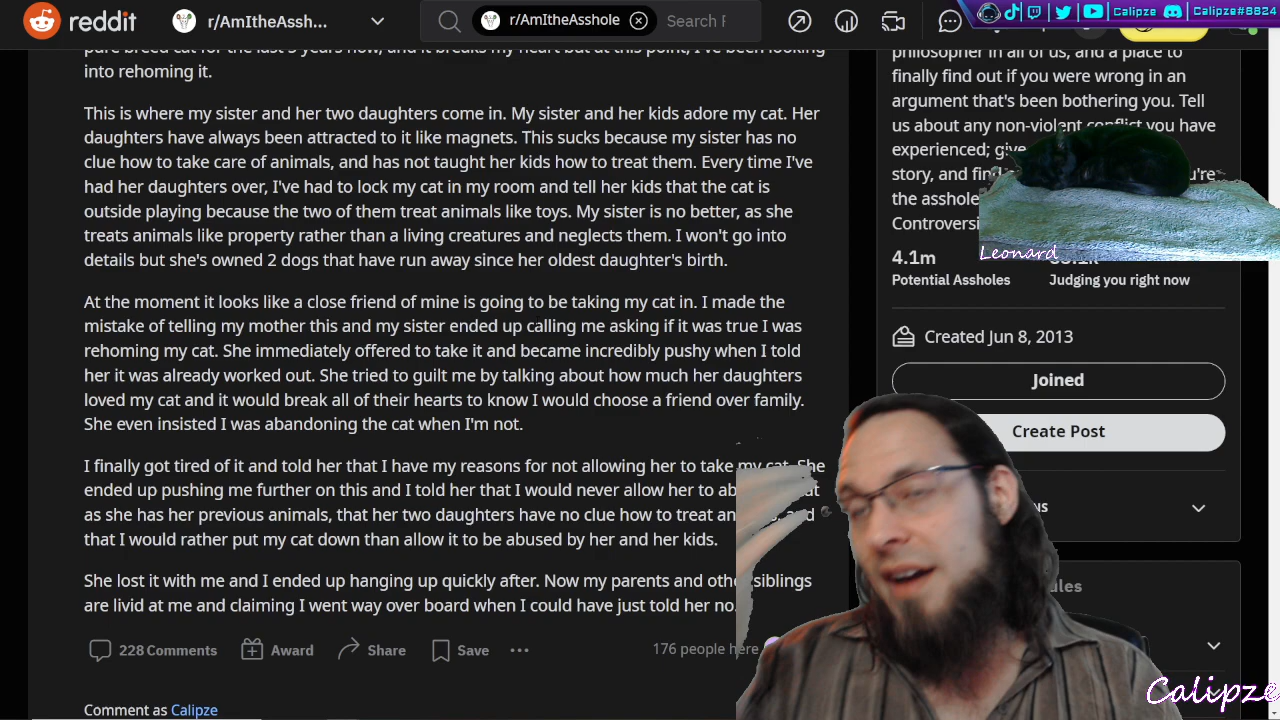 reddit
r/AmItheAssh...
r/AmItheAsshole
Search F
Calipze
Calipze#8824
pure breed cat for the last 5 years now, and it breaks my heart but at this point, I've been looking
into rehoming it.
This is where my sister and her two daughters come in. My sister and her kids adore my cat. Her
daughters have always been attracted to it like magnets. This sucks because my sister has no
clue how to take care of animals, and has not taught her kids how to treat them. Every time I've
had her daughters over, I've had to lock my cat in my room and tell her kids that the cat is
outside playing because the two of them treat animals like toys. My sister is no better, as she
treats animals like property rather than a living creatures and neglects them. I won't go into
details but she's owned 2 dogs that have run away since her oldest daughter's birth.
At the moment it looks like a close friend of mine is going to be taking my cat in. I made the
mistake of telling my mother this and my sister ended up calling me asking if it was true I was
rehoming my cat. She immediately offered to take it and became incredibly pushy when I told
her it was already worked out. She tried to guilt me by talking about how much her daughters
loved my cat and it would break all of their hearts to know I would choose a friend over family.
She even insisted I was abandoning the cat when I'm not.
I finally got tired of it and told her that I have my reasons for not allowing her to take my cat. She
ended up pushing me further on this and I told her that I would never allow her to ab
as she has her previous animals, that her two daughters have no clue how to treat an and
that I would rather put my cat down than allow it to be abused by her and her kids.
She lost it with me and I ended up hanging up quickly after. Now my parents and other siblings
are livid at me and claiming I went way over board when I could have just told her no.
228 Comments
Award
Share
Save
176 people here
Comment as Calipze
philosopher in all of us, and a place to
finally find out if you were wrong in an
argument that's been bothering you. Tell
us about any non-violent conflict you have
experienced; give
story, and find
the asshole
Controversi
Leonard
4.1m
Potential Assholes
Judging you right now
Created Jun 8, 2013
Joined
Create Post
Calipze